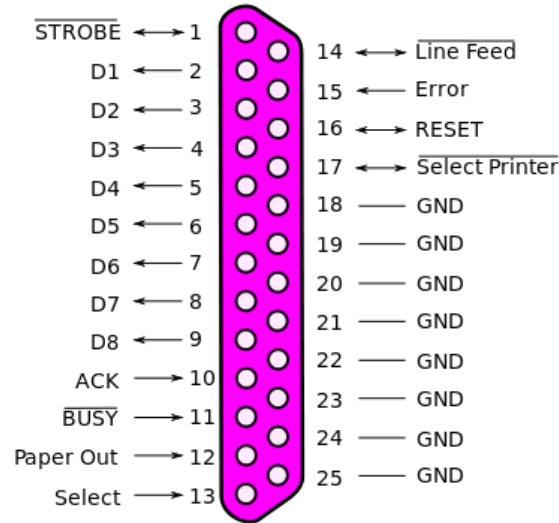 STROBE 1
D1 2
D2 3
D3 4
D4 5
D5 6
D6 7
D7 8
D8 9
ACK 10
BUSY 11
Paper Out 12
Select 13
14 Line Feed
15 Error
16 RESET
17 Select Printer
18 GND
19 GND
20 GND
21 GND
22 GND
23 GND
24 GND
25 GND